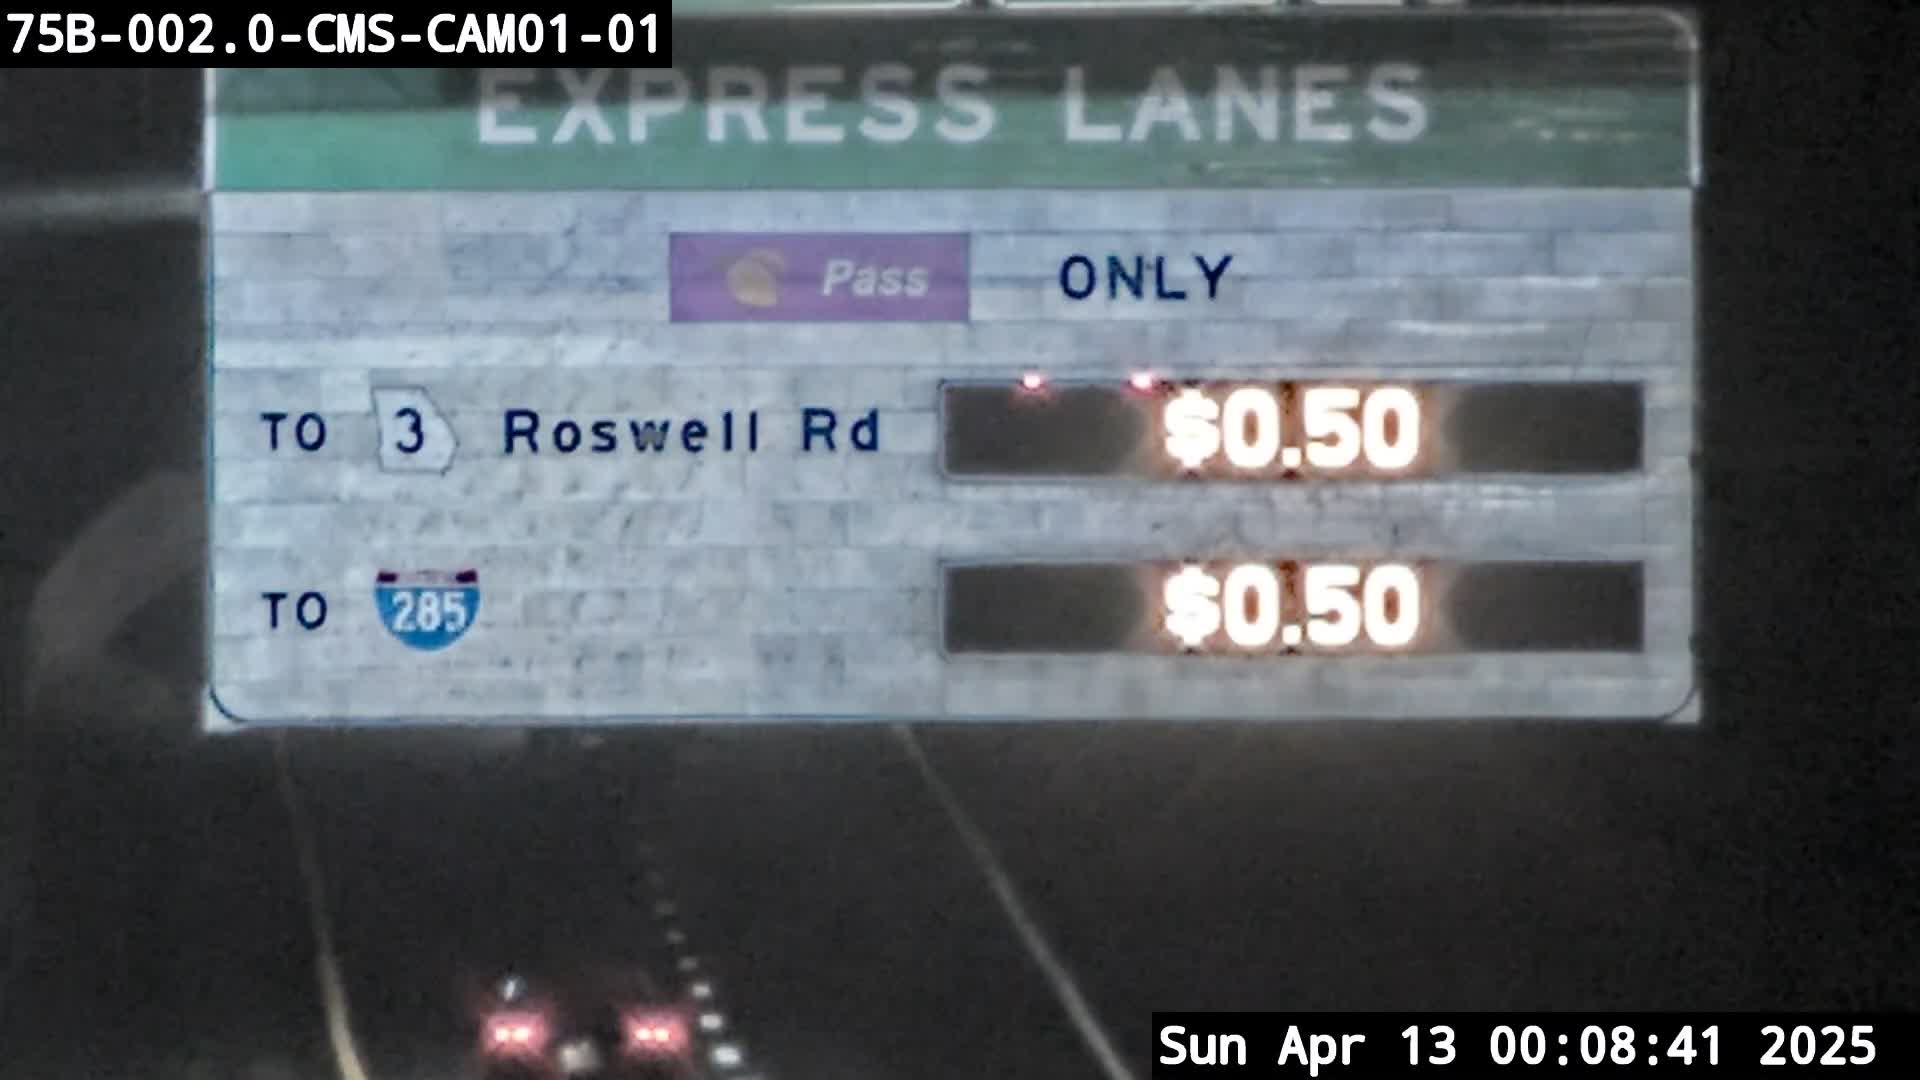 75B-002.0-CMS-CAM01-01
EXPRESS LANES
Pass ONLY
TO 3 Roswell Rd $0.50
TO 285 $0.50
Sun Apr 13 00:08:41 2025